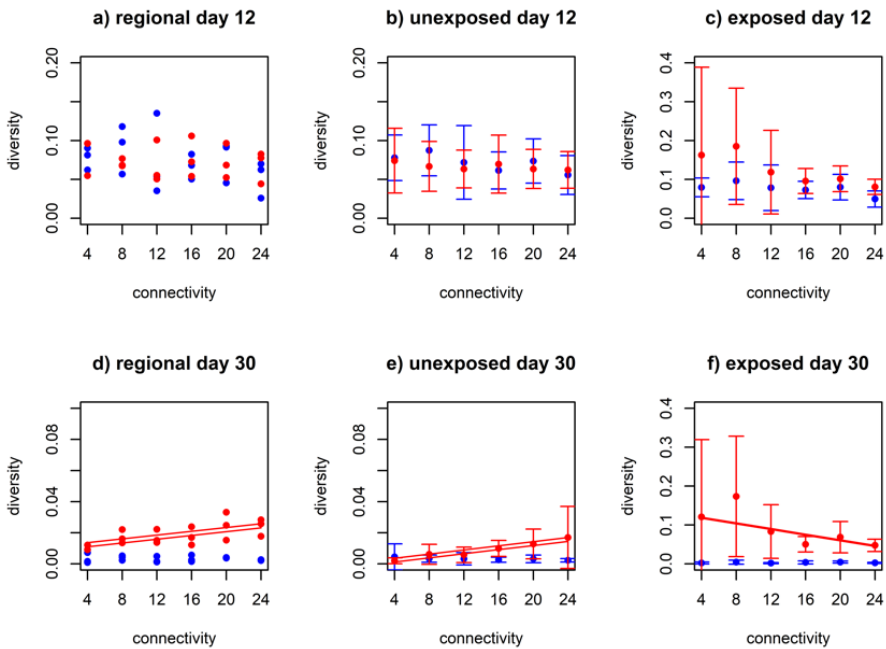 a) regional day 12
b) unexposed day 12
c) exposed day 12
diversity
0.00 0.10 0.20
4 8 12 16 20 24
connectivity
diversity
0.00 0.10 0.20
4 8 12 16 20 24
connectivity
diversity
0.0 0.1 0.2 0.3 0.4
4 8 12 16 20 24
connectivity
d) regional day 30
e) unexposed day 30
f) exposed day 30
diversity
0.00 0.04 0.08
4 8 12 16 20 24
connectivity
diversity
0.00 0.04 0.08
4 8 12 16 20 24
connectivity
diversity
0.0 0.1 0.2 0.3 0.4
4 8 12 16 20 24
connectivity